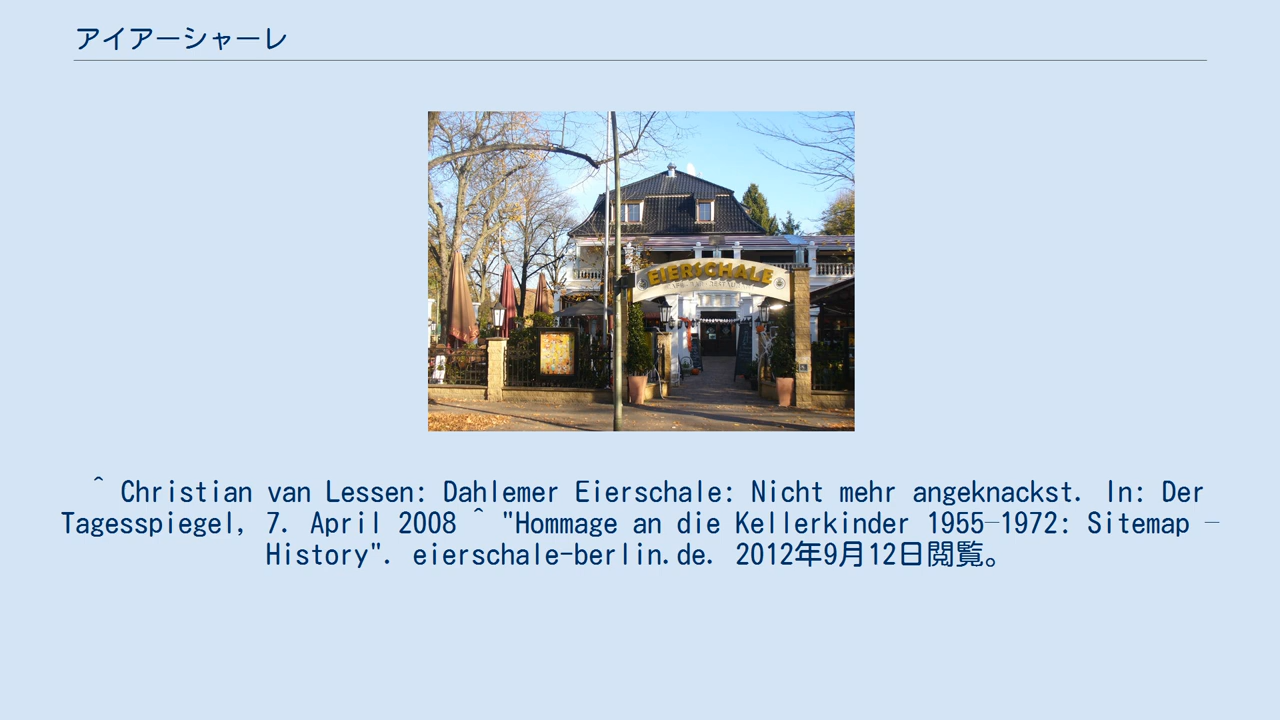 アイアーシャーレ
EIERSCHALE
^ Christian van Lessen: Dahlemer Eierschale: Nicht mehr angeknackst. In: Der
Tagesspiegel, 7. April 2008 ^ "Hommage an die Kellerkinder 1955–1972: Sitemap –
History". eierschale-berlin.de. 2012年9月12日閲覧。